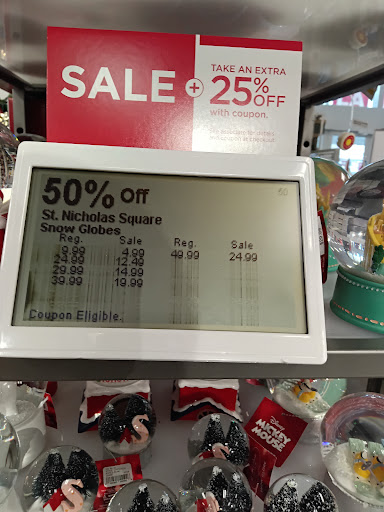 SALE + TAKE AN EXTRA
25% OFF
with coupon.
50% Off
St. Nicholas Square
Snow Globes
Reg. Sale Reg. Sale
9.99 4.99 49.99 24.99
24.99 12.49
29.99 14.99
39.99 19.99
Coupon Eligible.
Disney
MICKEY
MOUSE
S
S
S
S